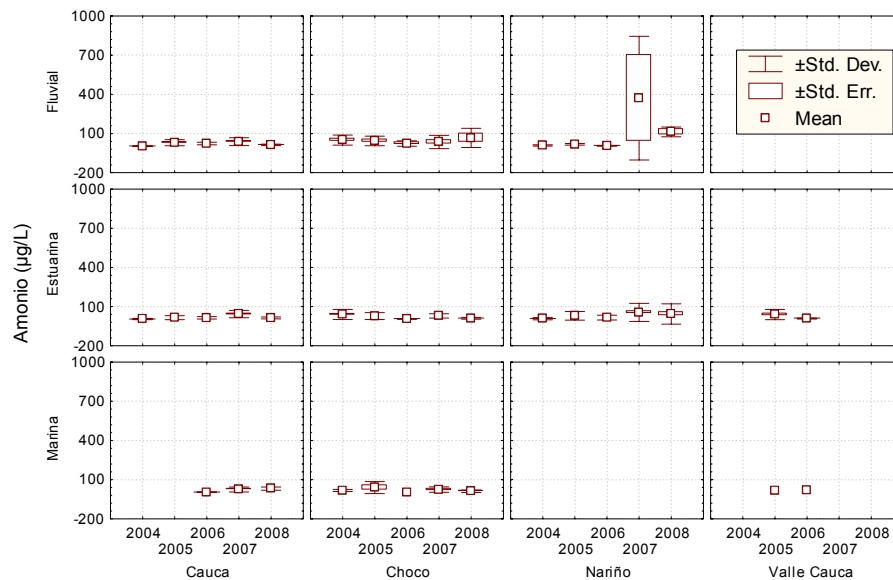 1000
700
400
100
-200
Fluvial
±Std. Dev.
±Std. Err.
Mean
1000
700
400
100
-200
Estuarina
Amonio (µg/L)
1000
700
400
100
-200
Marina
2004 2006 2008
2005 2007
Cauca
2004 2006 2008
2005 2007
Choco
2004 2006 2008
2005 2007
Nariño
2004 2006 2008
2005 2007
Valle Cauca